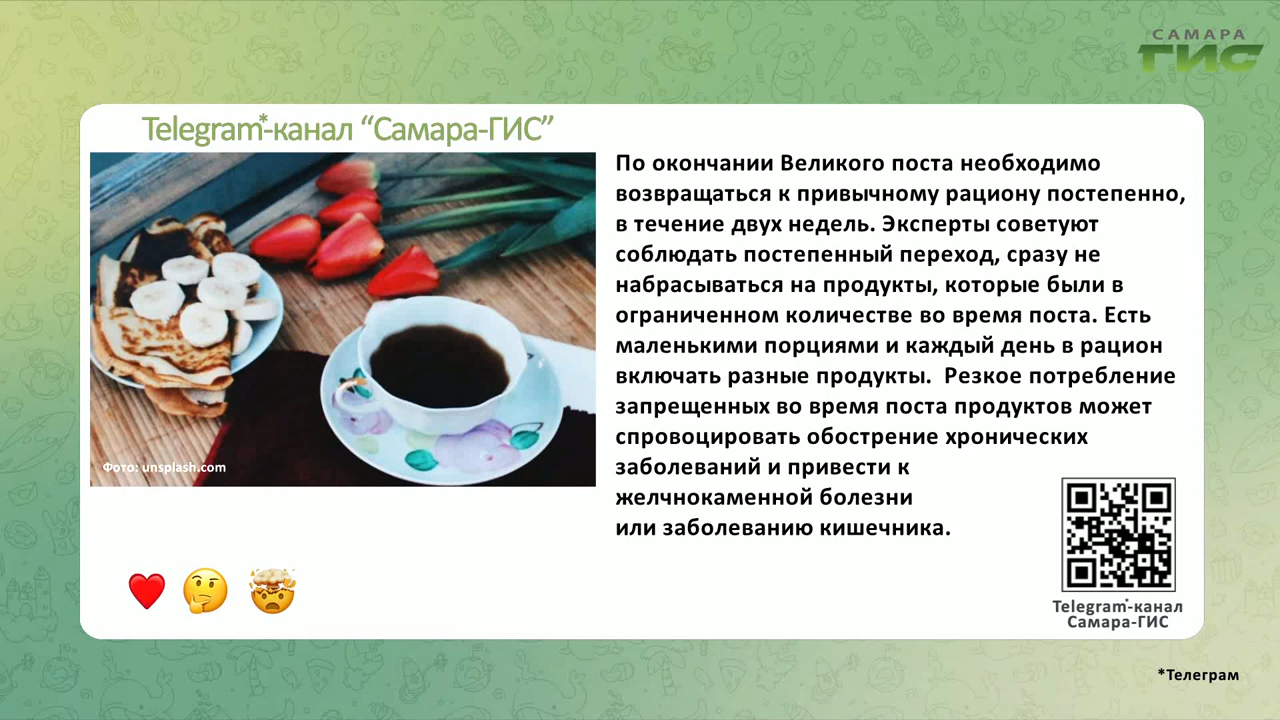 САМАРА
ГИС
Telegram*-канал “Самара-ГИС”
По окончании Великого поста необходимо
возвращаться к привычному рациону постепенно,
в течение двух недель. Эксперты советуют
соблюдать постепенный переход, сразу не
набрасываться на продукты, которые были в
ограниченном количестве во время поста. Есть
маленькими порциями и каждый день в рацион
включать разные продукты.  Резкое потребление
запрещенных во время поста продуктов может
спровоцировать обострение хронических
заболеваний и привести к
желчнокаменной болезни
или заболеванию кишечника.
Фото: unsplash.com
Telegram*-канал
Самара-ГИС
*Телеграм